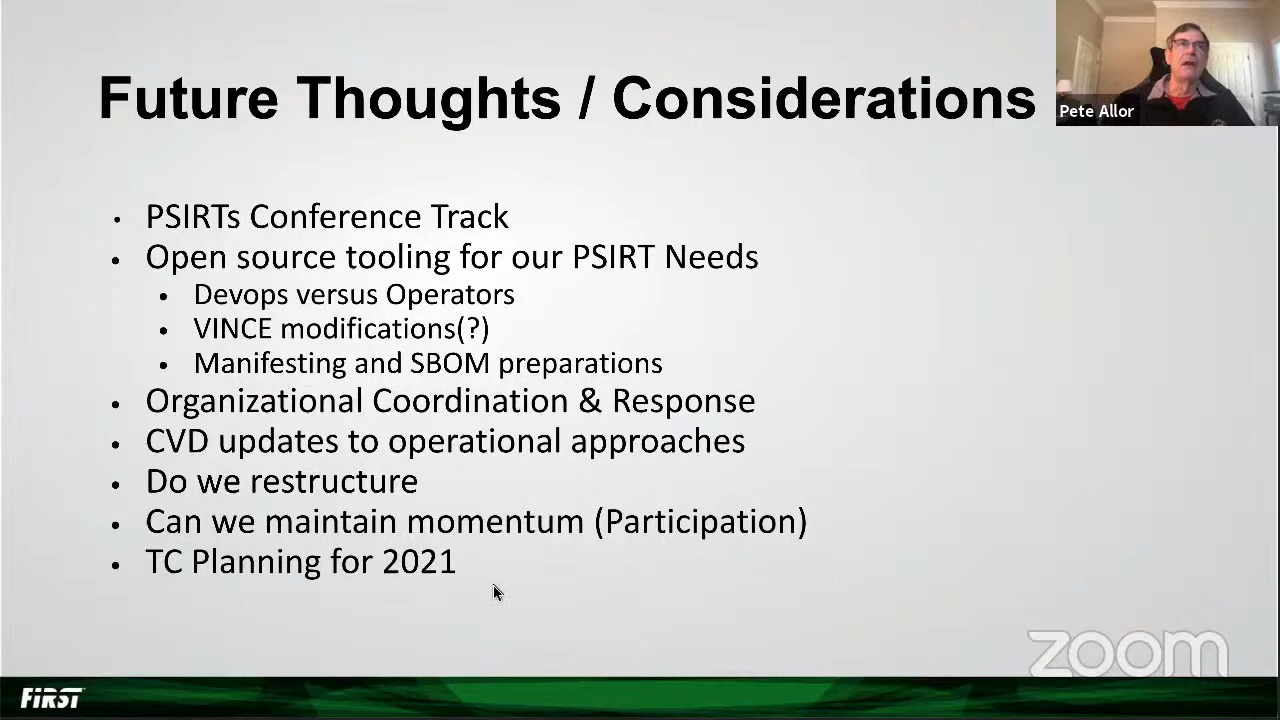 Future Thoughts / Considerations
Pete Allor
• PSIRTs Conference Track
• Open source tooling for our PSIRT Needs
• Devops versus Operators
• VINCE modifications(?)
• Manifesting and SBOM preparations
• Organizational Coordination & Response
• CVD updates to operational approaches
• Do we restructure
• Can we maintain momentum (Participation)
• TC Planning for 2021
zoom
FiRST